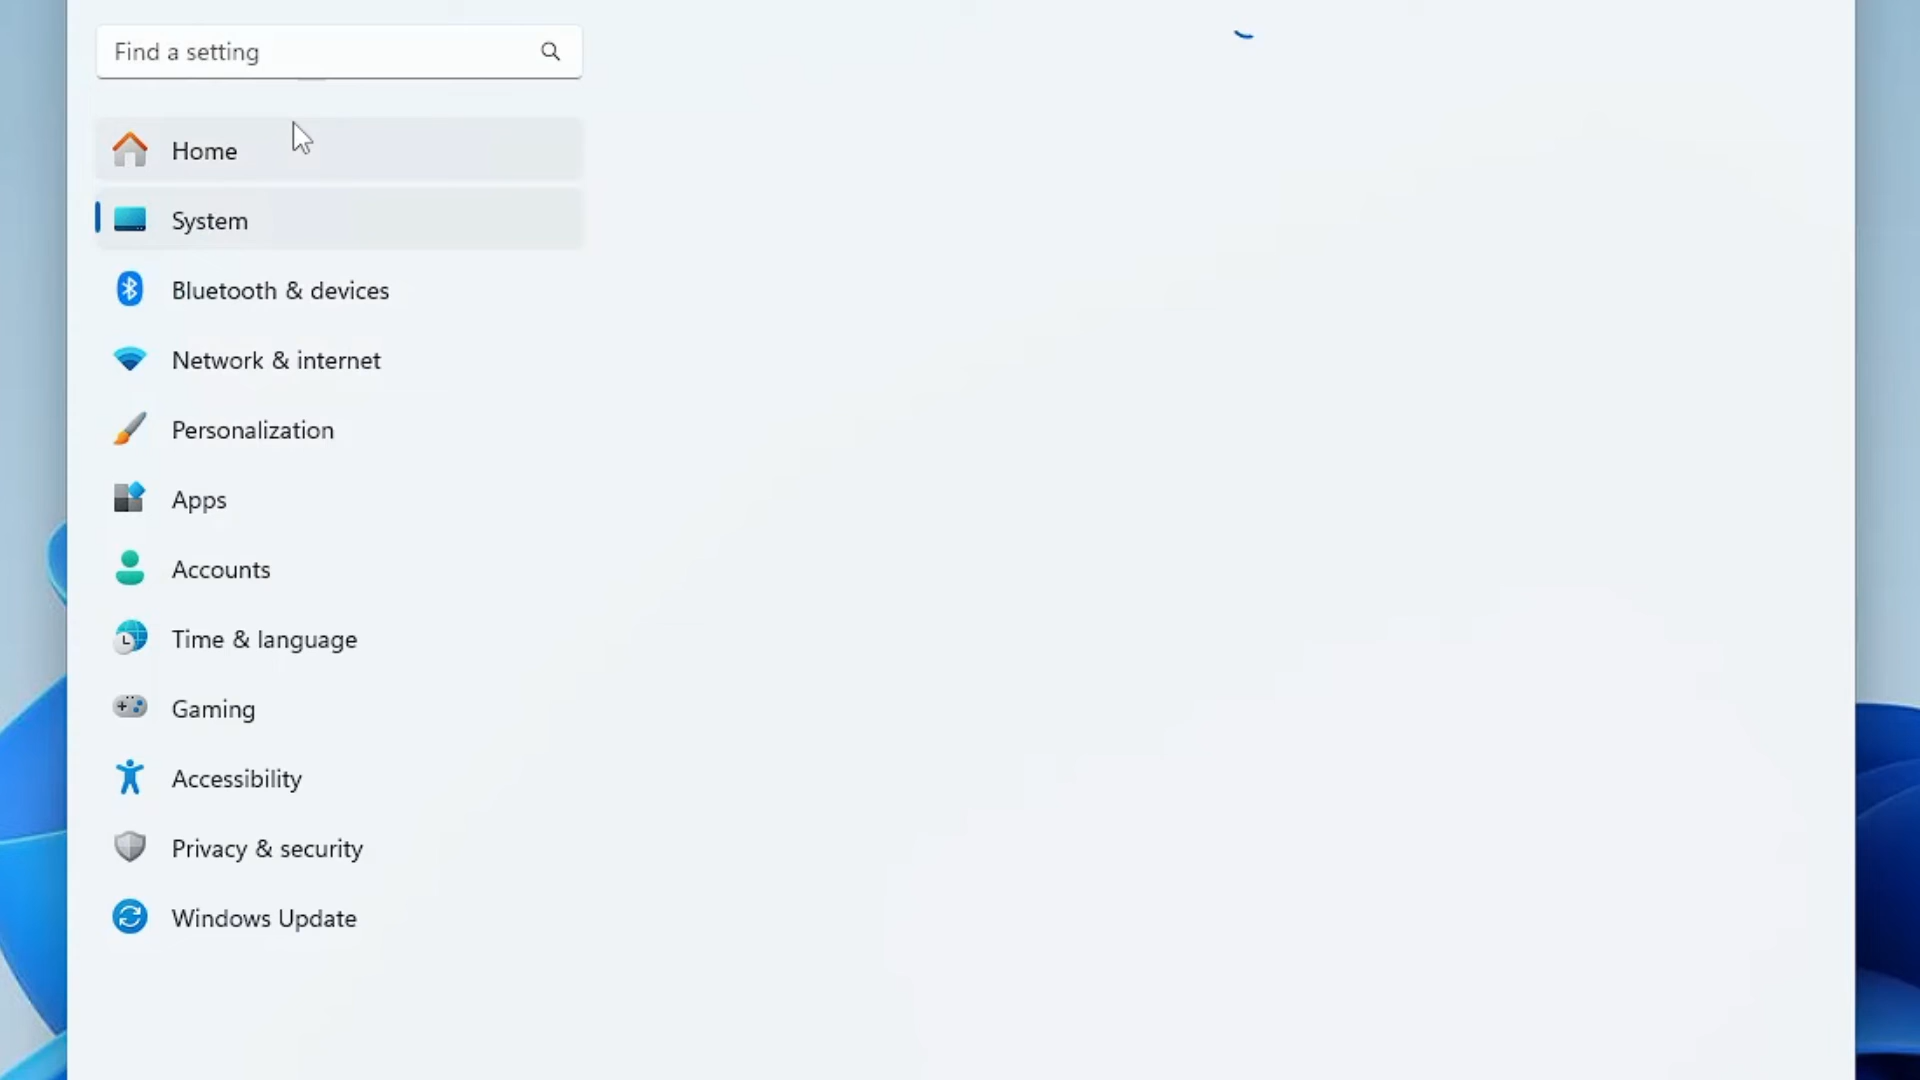 Find a setting
Home
System
Bluetooth & devices
Network & internet
Personalization
Apps
Accounts
Time & language
Gaming
Accessibility
Privacy & security
Windows Update